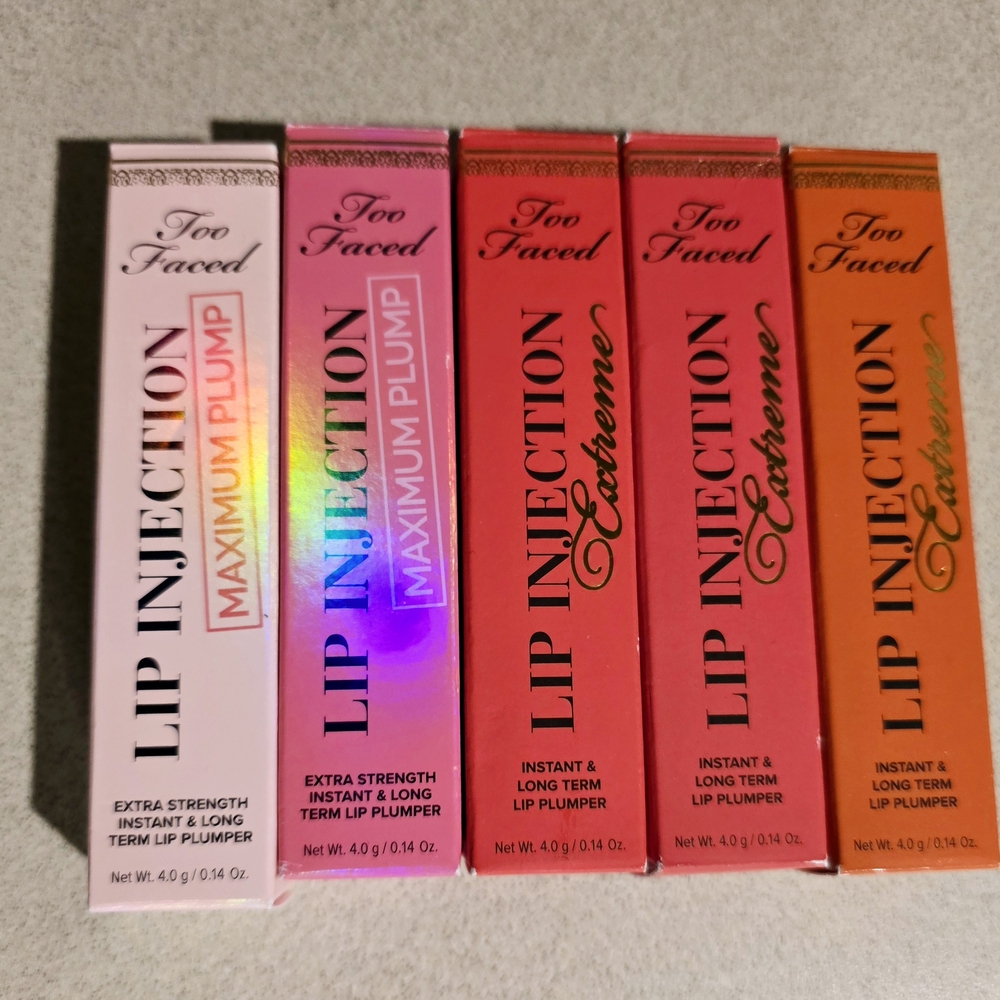 Too
Faced
LIP INJECTION
MAXIMUM PLUMP
EXTRA STRENGTH
INSTANT & LONG
TERM LIP PLUMPER
Net Wt. 4.0 g / 0.14 Oz.
Too
Faced
LIP INJECTION
MAXIMUM PLUMP
EXTRA STRENGTH
INSTANT & LONG
TERM LIP PLUMPER
Net Wt. 4.0 g / 0.14 Oz.
Too
Faced
LIP INJECTION
Extreme
INSTANT &
LONG TERM
LIP PLUMPER
Net Wt. 4.0 g / 0.14 Oz.
Too
Faced
LIP INJECTION
Extreme
INSTANT &
LONG TERM
LIP PLUMPER
Net Wt. 4.0 g / 0.14 Oz.
Too
Faced
LIP INJECTION
Extreme
INSTANT &
LONG TERM
LIP PLUMPER
Net Wt. 4.0 g / 0.14 Oz.